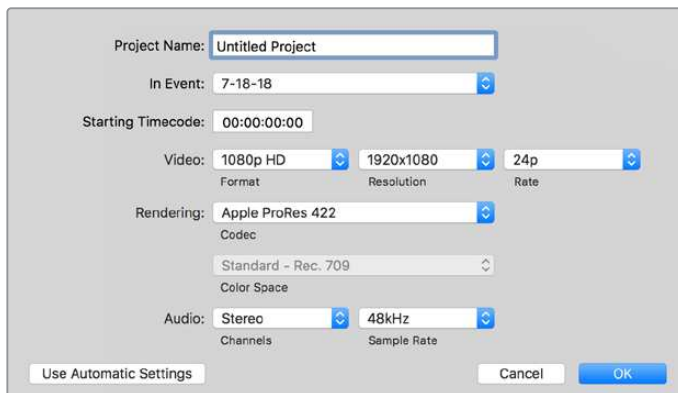 Project Name: Untitled Project
In Event: 7-18-18
Starting Timecode: 00:00:00:00
Video: 1080p HD 1920x1080 24p
Format Resolution Rate
Rendering: Apple ProRes 422
Codec
Standard - Rec. 709
Color Space
Audio: Stereo 48kHz
Channels Sample Rate
Use Automatic Settings Cancel OK